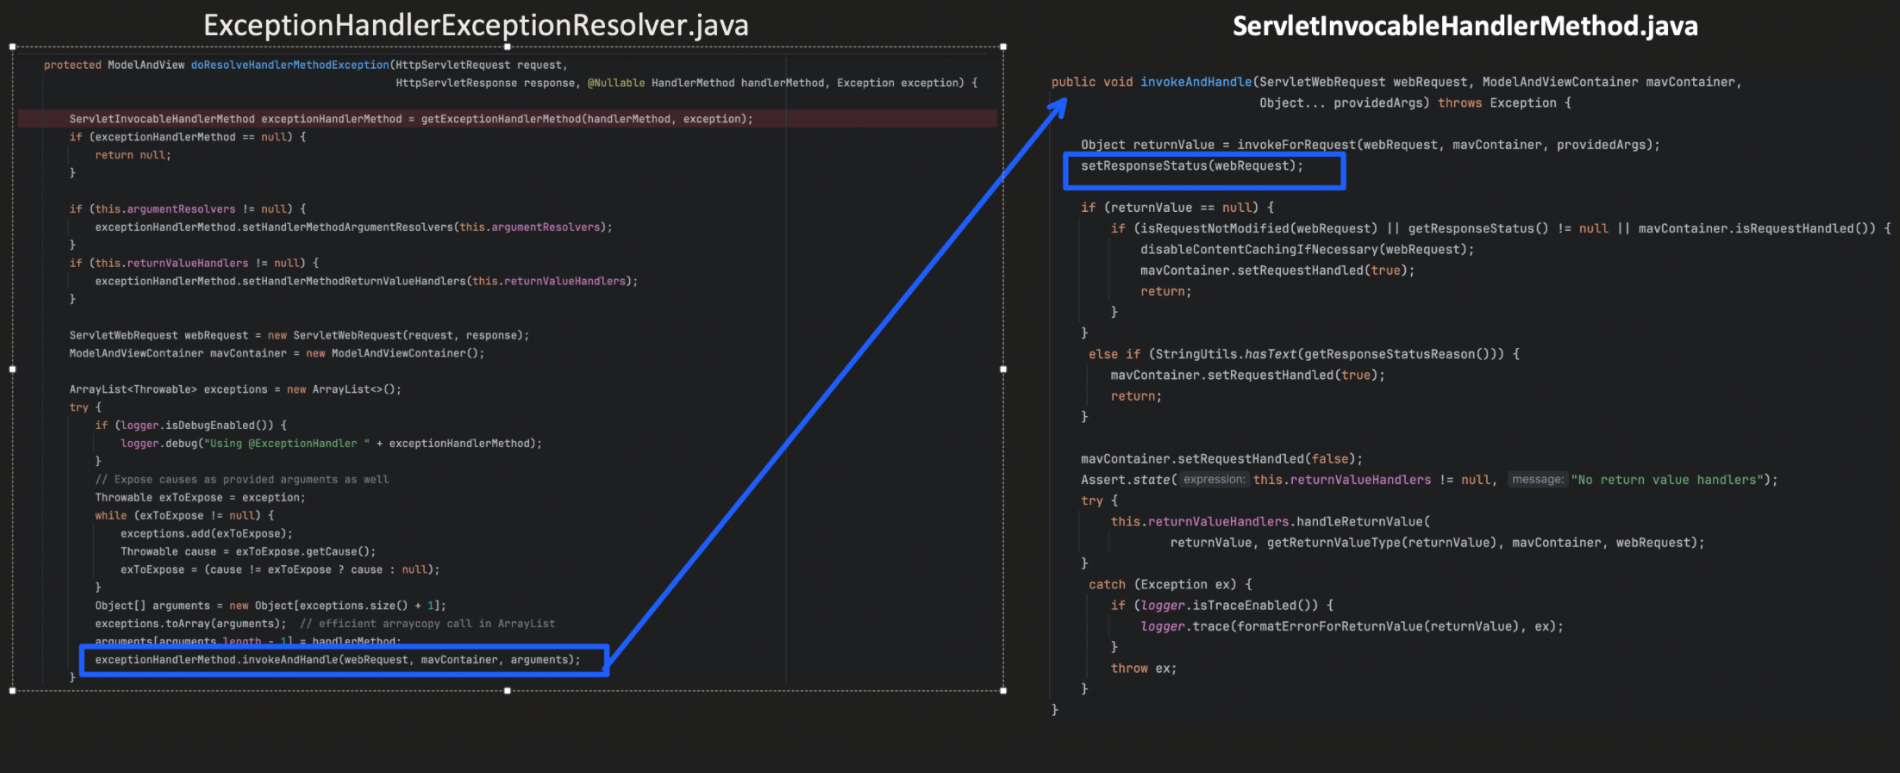 ExceptionHandlerExceptionResolver.java
protected ModelAndView doResolveHandlerMethodException(HttpServletRequest request,
HttpServletResponse response, @Nullable HandlerMethod handlerMethod, Exception exception) {
ServletInvocableHandlerMethod exceptionHandlerMethod = getExceptionHandlerMethod(handlerMethod, exception);
if (exceptionHandlerMethod == null) {
return null;
}
if (this.argumentResolvers != null) {
exceptionHandlerMethod.setHandlerMethodArgumentResolvers(this.argumentResolvers);
}
if (this.returnValueHandlers != null) {
exceptionHandlerMethod.setHandlerMethodReturnValueHandlers(this.returnValueHandlers);
}
ServletWebRequest webRequest = new ServletWebRequest(request, response);
ModelAndViewContainer mavContainer = new ModelAndViewContainer();
ArrayList<Throwable> exceptions = new ArrayList<>();
try {
if (logger.isDebugEnabled()) {
logger.debug("Using @ExceptionHandler " + exceptionHandlerMethod);
}
// Expose causes as provided arguments as well
Throwable exToExpose = exception;
while (exToExpose != null) {
exceptions.add(exToExpose);
Throwable cause = exToExpose.getCause();
exToExpose = (cause != exToExpose ? cause : null);
}
Object[] arguments = new Object[exceptions.size() + 1];
exceptions.toArray(arguments);  // efficient arraycopy call in ArrayList
arguments[arguments.length - 1] = handlerMethod;
exceptionHandlerMethod.invokeAndHandle(webRequest, mavContainer, arguments);
}
ServletInvocableHandlerMethod.java
public void invokeAndHandle(ServletWebRequest webRequest, ModelAndViewContainer mavContainer,
Object... providedArgs) throws Exception {
Object returnValue = invokeForRequest(webRequest, mavContainer, providedArgs);
setResponseStatus(webRequest);
if (returnValue == null) {
if (isRequestNotModified(webRequest) || getResponseStatus() != null || mavContainer.isRequestHandled()) {
disableContentCachingIfNecessary(webRequest);
mavContainer.setRequestHandled(true);
return;
}
}
else if (StringUtils.hasText(getResponseStatusReason())) {
mavContainer.setRequestHandled(true);
return;
}
mavContainer.setRequestHandled(false);
Assert.state( expression: this.returnValueHandlers != null, message: "No return value handlers");
try {
this.returnValueHandlers.handleReturnValue(
returnValue, getReturnValueType(returnValue), mavContainer, webRequest);
}
catch (Exception ex) {
if (logger.isTraceEnabled()) {
logger.trace(formatErrorForReturnValue(returnValue), ex);
}
throw ex;
}
}